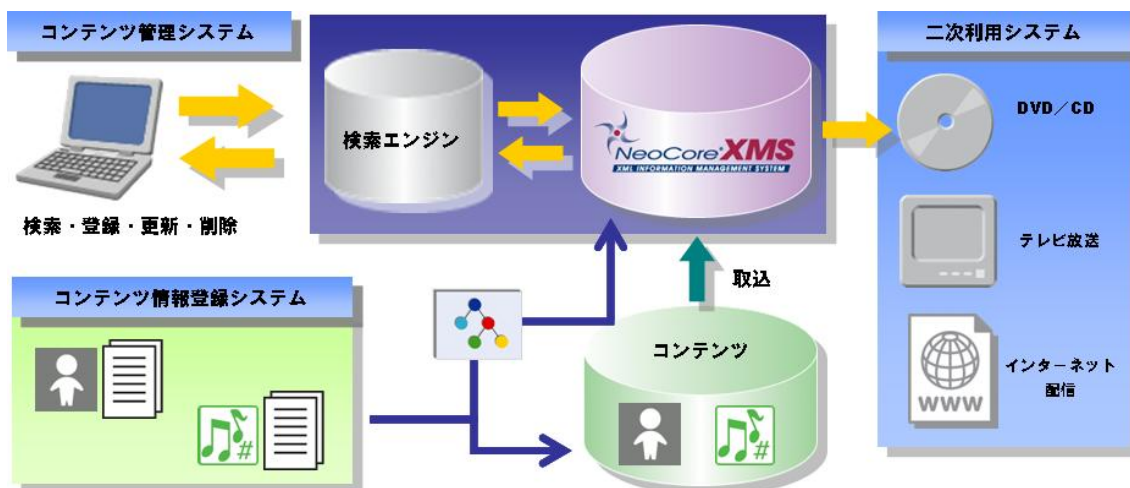 コンテンツ管理システム
検索・登録・更新・削除
検索エンジン
NeoCore XMS
XML INFORMATION MANAGEMENT SYSTEM
二次利用システム
DVD／CD
テレビ放送
インターネット
配信
WWW
コンテンツ情報登録システム
取込
コンテンツ